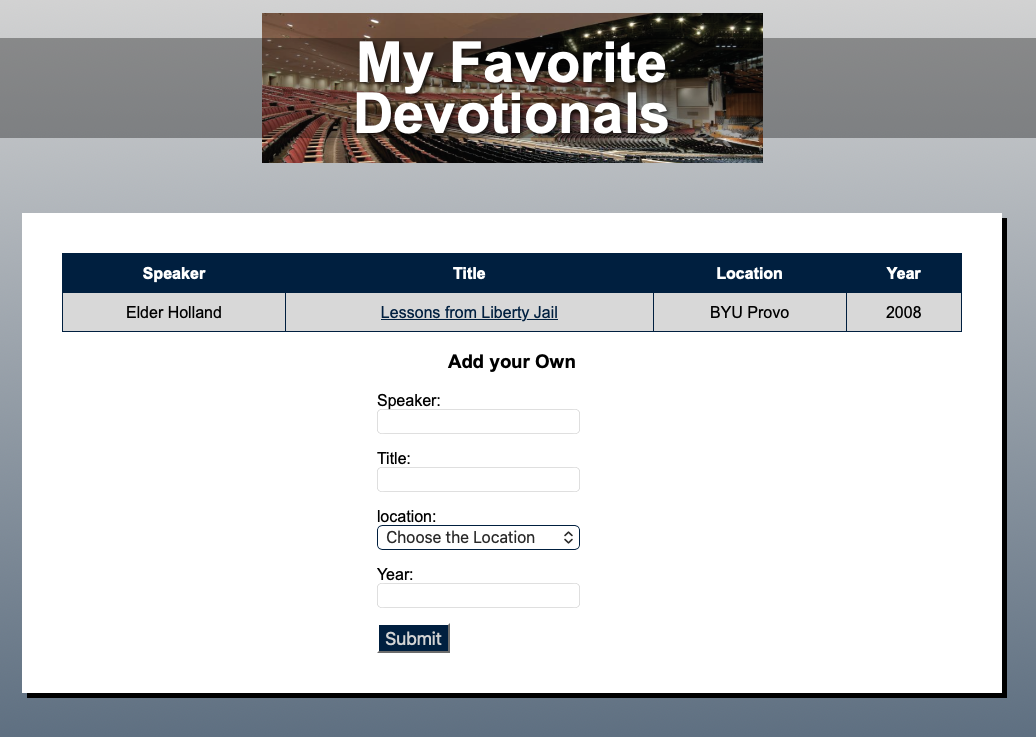 My Favorite
Devotionals
Speaker Title Location Year
Elder Holland Lessons from Liberty Jail BYU Provo 2008
Add your Own
Speaker:
Title:
location:
Choose the Location
Year:
Submit